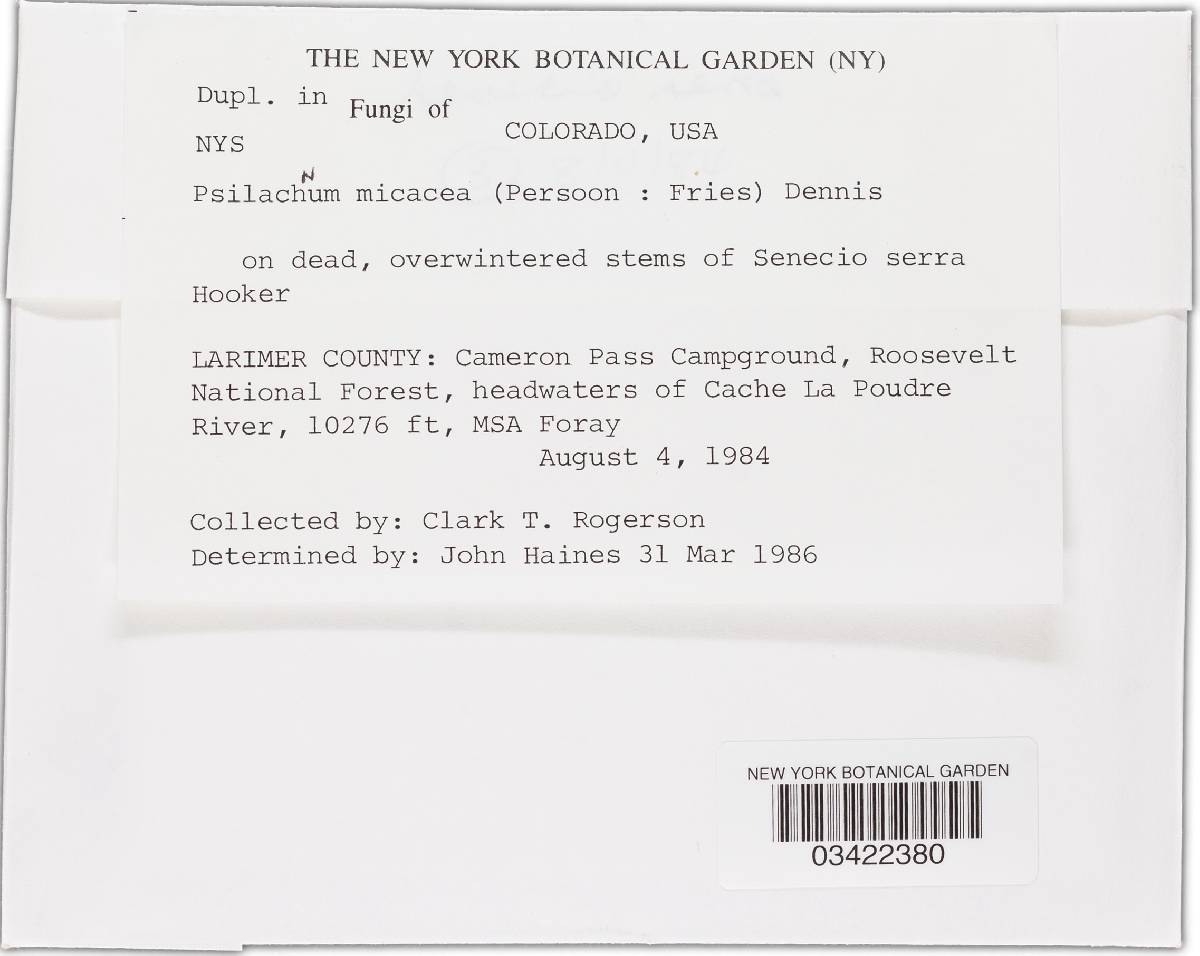 THE NEW YORK BOTANICAL GARDEN (NY)
Dupl. in Fungi of
NYS COLORADO, USA
PsilachNum micacea (Persoon : Fries) Dennis
on dead, overwintered stems of Senecio serra
Hooker
LARIMER COUNTY: Cameron Pass Campground, Roosevelt
National Forest, headwaters of Cache La Poudre
River, 10276 ft, MSA Foray
August 4, 1984
Collected by: Clark T. Rogerson
Determined by: John Haines 31 Mar 1986
NEW YORK BOTANICAL GARDEN
03422380